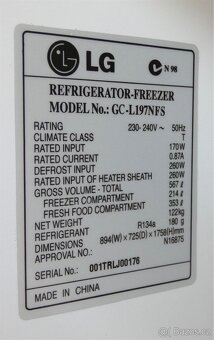 LG N 98
REFRIGERATOR-FREEZER
MODEL No.: GC-L197NFS
RATING 230-240V~ 50Hz
CLIMATE CLASS T
RATED INPUT 170W
RATED CURRENT 0.87A
DEFROST INPUT 260W
RATED INPUT OF HEATER SHEATH 260W
GROSS VOLUME - TOTAL 567 ℓ
FREEZER COMPARTMENT 214 ℓ
FRESH FOOD COMPARTMENT 353 ℓ
NET WEIGHT 122kg
REFRIGERANT R134a 180 g
DIMENSIONS 894(W) × 725(D) × 1758(H)mm
N16875
SERIAL No.: 001TRLJ00176
MADE IN CHINA